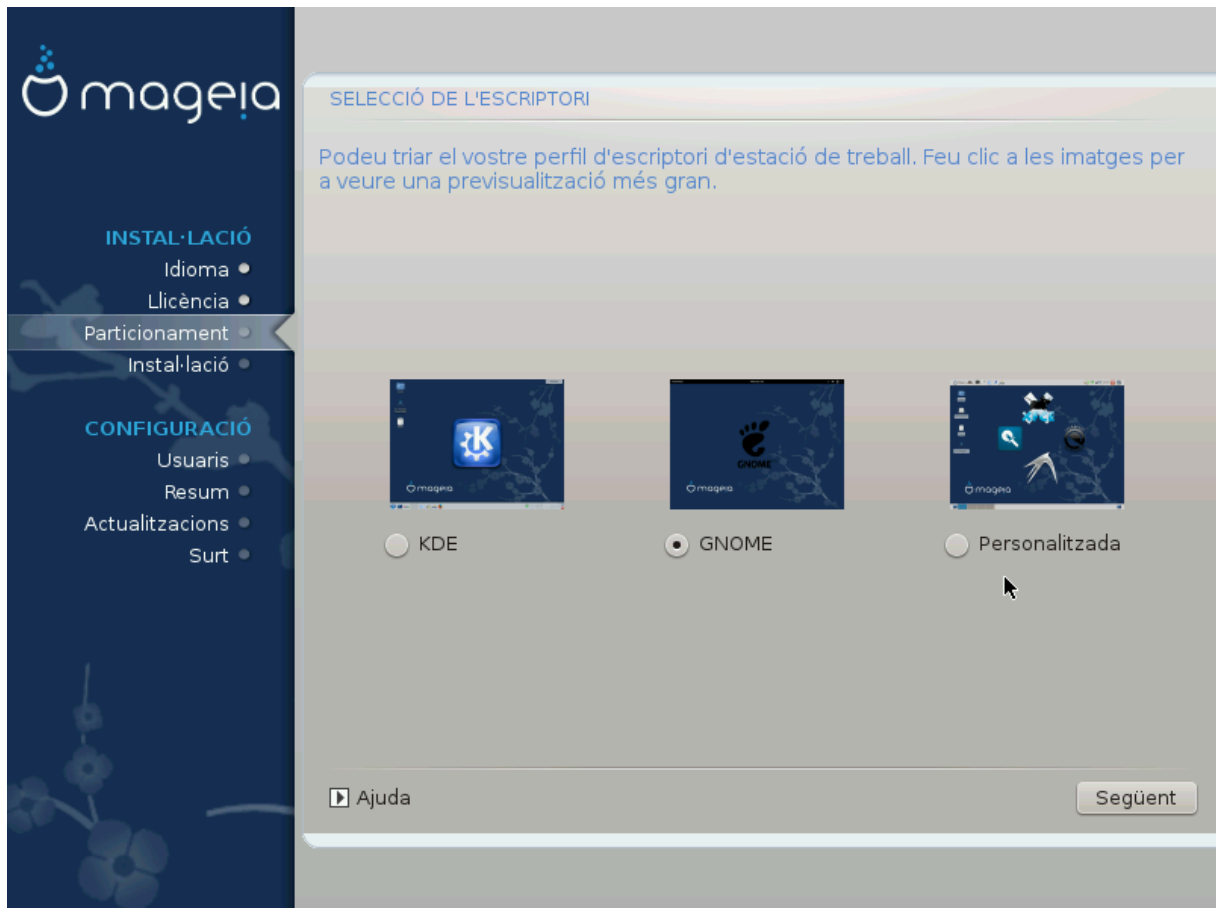 mageia
INSTAL·LACIÓ
Idioma
Llicència
Particionament
Instal·lació
CONFIGURACIÓ
Usuaris
Resum
Actualitzacions
Surt
SELECCIÓ DE L'ESCRIPTORI
Podeu triar el vostre perfil d'escriptori d'estació de treball. Feu clic a les imatges per
a veure una previsualització més gran.
mageia
GNOME
mageia
mageia
KDE
GNOME
Personalitzada
Ajuda
Següent